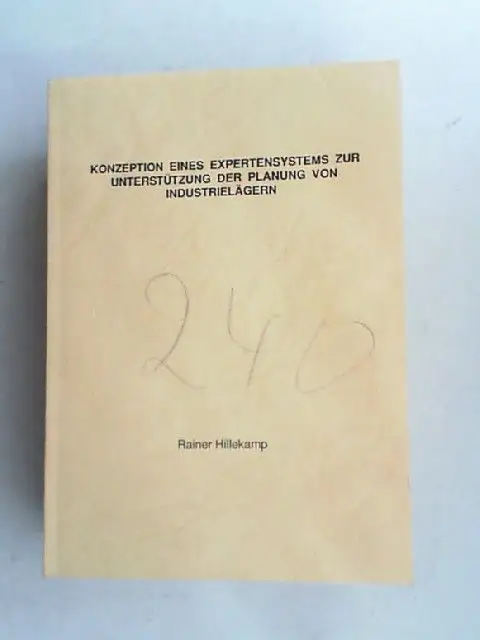 KONZEPTION EINES EXPERTENSYSTEMS ZUR
UNTERSTÜTZUNG DER PLANUNG VON
INDUSTRIELÄGERN
240
Rainer Hillekamp